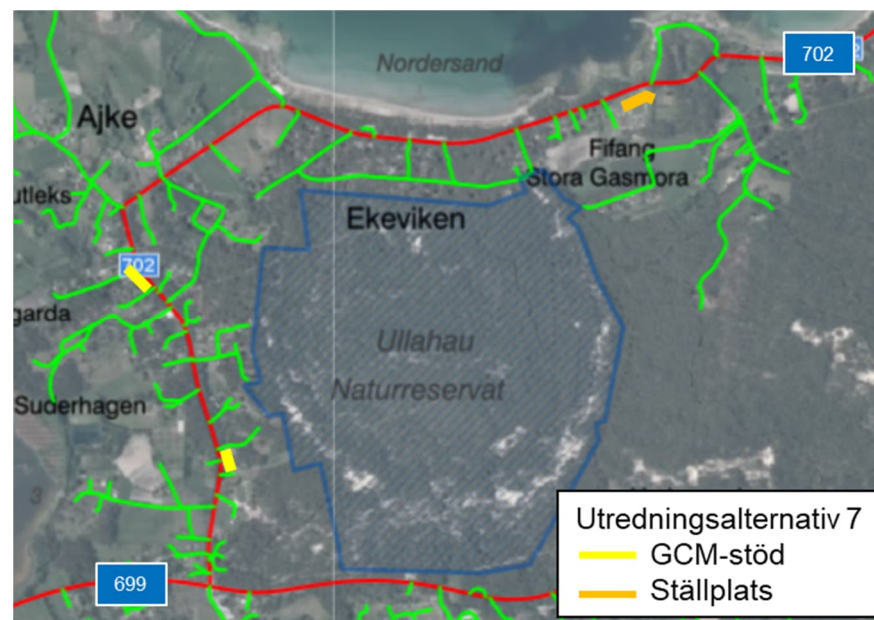 Nordersand
702
Ajke
Fifang
Stora Gasmora
utleks
Ekeviken
702
garda
Ullahau
Naturreservat
Suderhagen
3
Utredningsalternativ 7
GCM-stöd
Ställplats
699